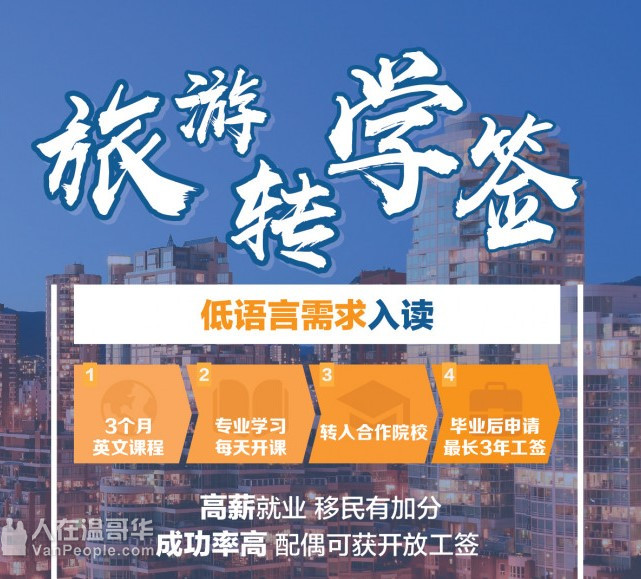 旅游转学签
低语言需求入读
1
3个月
英文课程
2
专业学习
每天开课
3
转入合作院校
4
毕业后申请
最长3年工签
高薪就业 移民有加分
成功率高 配偶可获开放工签
人在温哥华
VanPeople.com